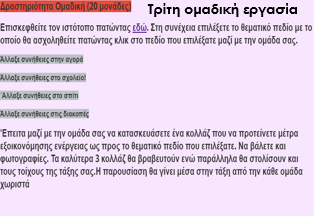 Δραστηριότητα Ομαδική (20 μονάδες)
Τρίτη ομαδική εργασία
Επισκεφθείτε τον ιστότοπο πατώντας εδώ. Στη συνέχεια επιλέξετε το θεματικό πεδίο με το
οποίο θα ασχοληθείτε πατώντας κλικ στο πεδίο που επιλέξατε μαζί με την ομάδα σας.
Άλλαξε συνήθειες στην αγορά
Άλλαξε συνήθειες στο σχολείο!
'Άλλαξε συνήθειες στο σπίτι
Άλλαξε συνήθειες στις διακοπές
'Έπειτα μαζί με την ομάδα σας να κατασκευάσετε ένα κολλάζ που να προτείνετε μέτρα
εξοικονόμησης ενέργειας ως προς το θεματικό πεδίο που επιλέξατε. Να βάλετε και
φωτογραφίες. Τα καλύτερα 3 κολλάζ θα βραβευτούν ενώ παράλληλα θα στολίσουν και
τους τοίχους της τάξης σας.Η παρουσίαση θα γίνει μέσα στην τάξη από την κάθε ομάδα
χωριστά